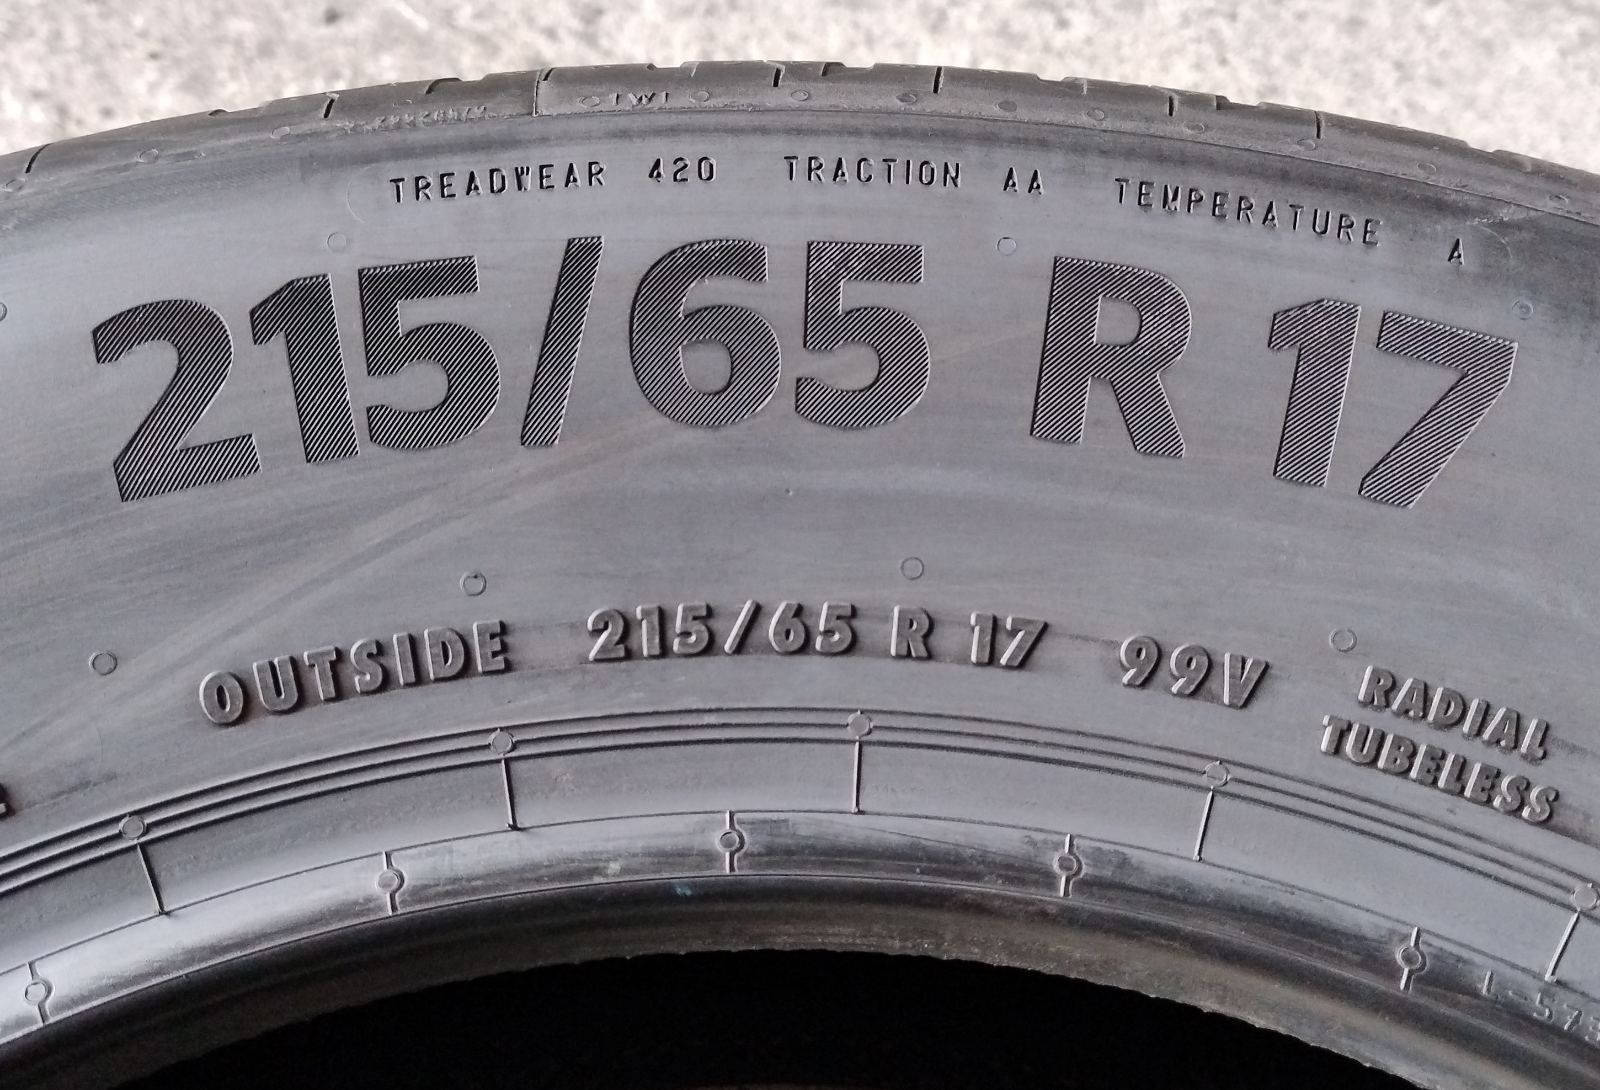 TWI
TREADWEAR 420 TRACTION AA TEMPERATURE A
215/65 R 17
OUTSIDE 215/65 R 17 99V
RADIAL
TUBELESS